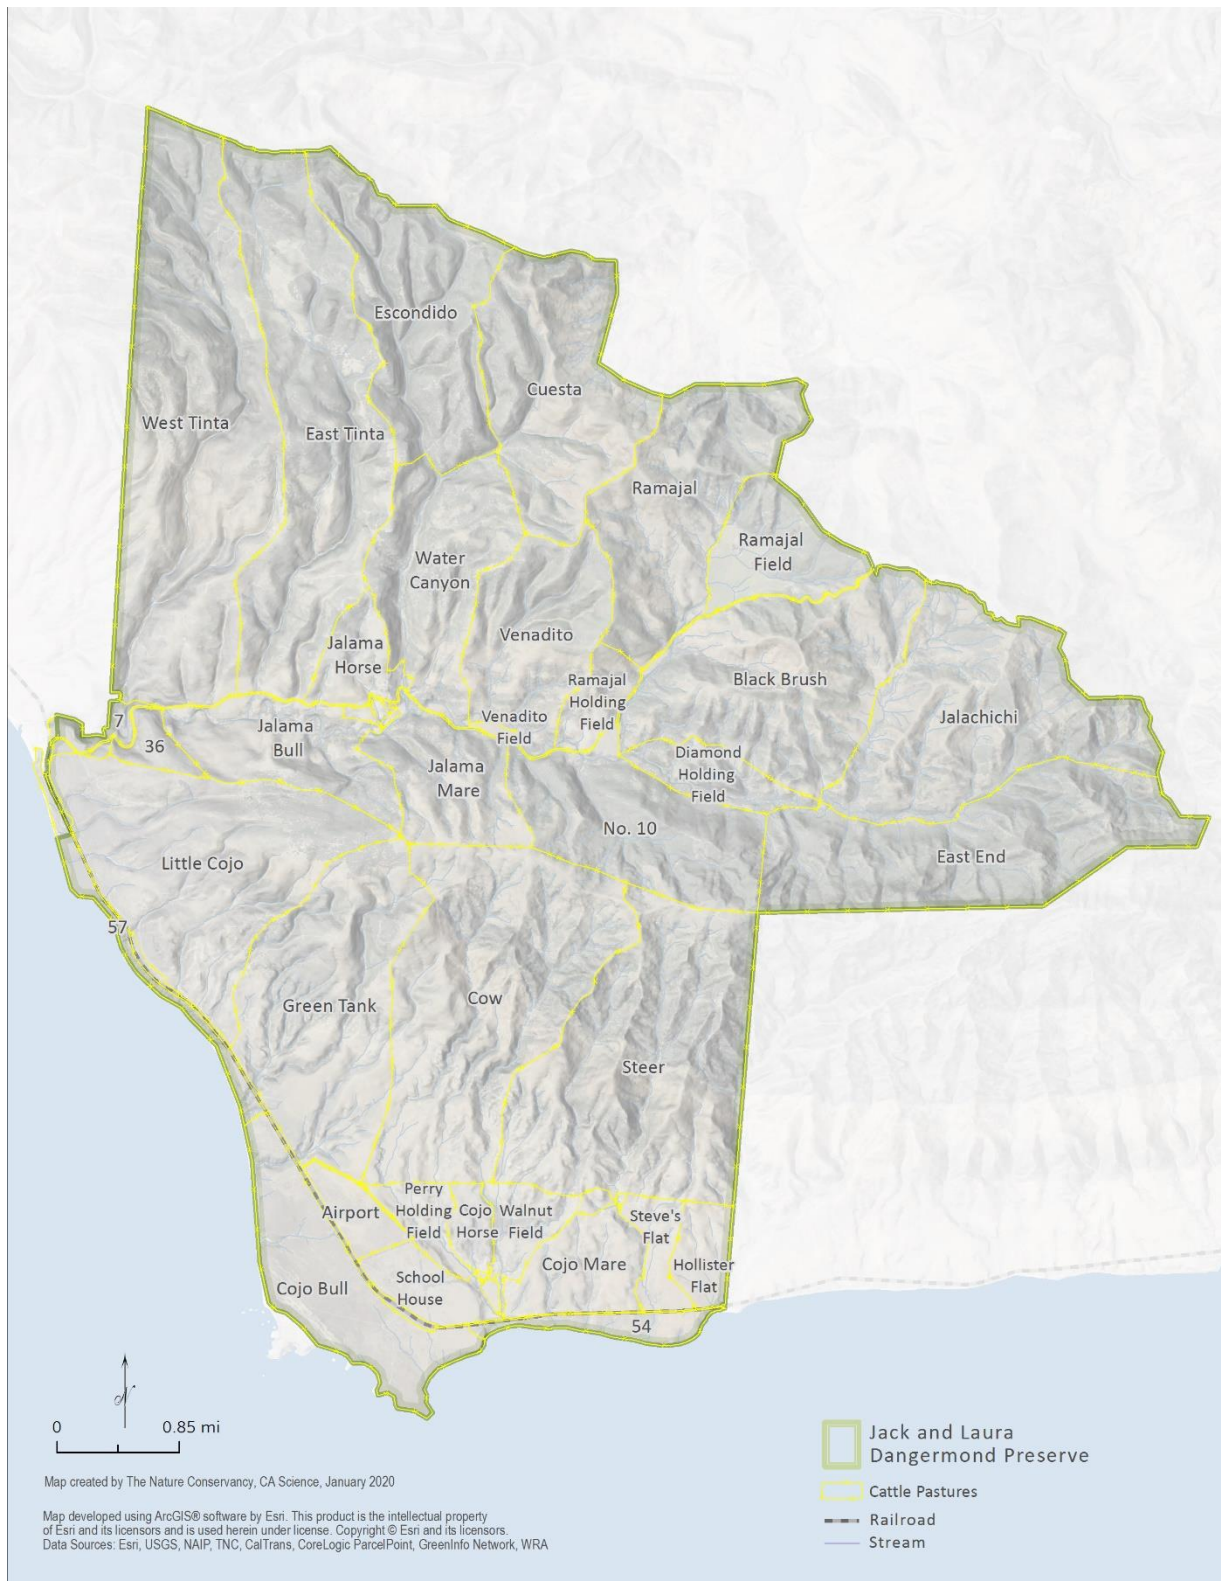 Escondido
Cuesta
West Tinta
East Tinta
Ramajal
Ramajal
Field
Water
Canyon
Venadito
Jalama
Horse
Ramajal
Holding
Field
Black Brush
Jalachichi
7
36
Jalama
Bull
Venadito
Field
Jalama
Mare
Diamond
Holding
Field
No. 10
East End
Little Cojo
57
Green Tank
Cow
Steer
Perry
Holding
Field
Cojo
Horse
Walnut
Field
Airport
Steve's
Flat
Cojo Mare
Hollister
Flat
School
House
Cojo Bull
54
N
0
0.85 mi
Map created by The Nature Conservancy, CA Science, January 2020
Map developed using ArcGIS® software by Esri. This product is the intellectual property
of Esri and its licensors and is used herein under license. Copyright © Esri and its licensors.
Data Sources: Esri, USGS, NAIP, TNC, CalTrans, CoreLogic ParcelPoint, GreenInfo Network, WRA
Jack and Laura
Dangermond Preserve
Cattle Pastures
Railroad
Stream